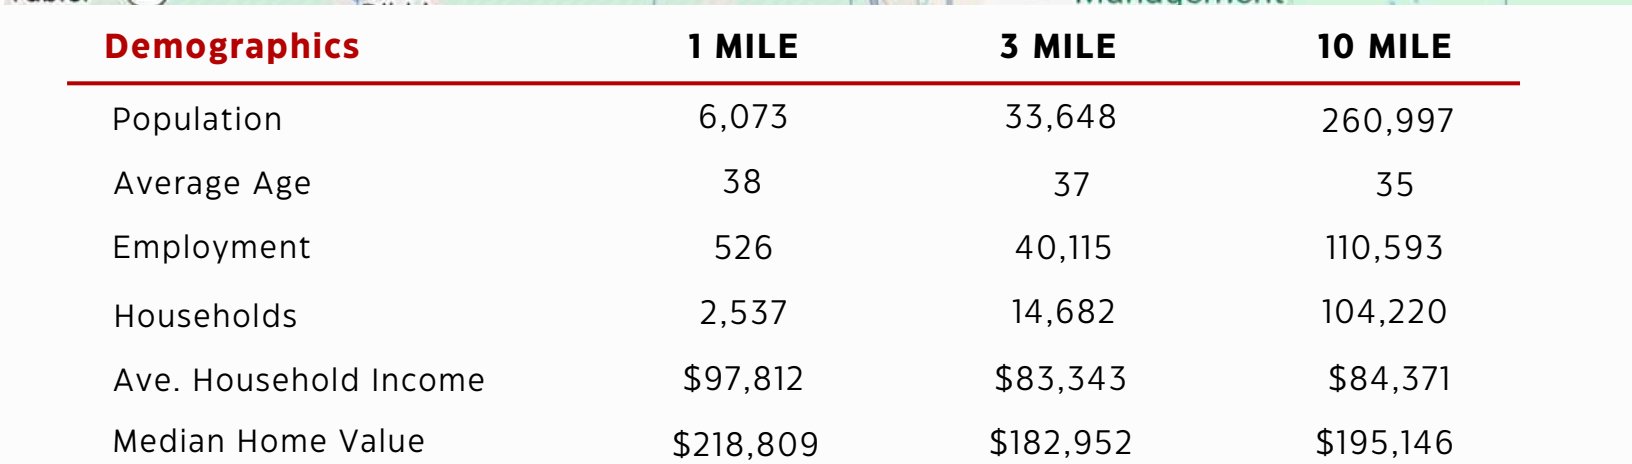 Demographics 1 MILE 3 MILE 10 MILE
Population 6,073 33,648 260,997
Average Age 38 37 35
Employment 526 40,115 110,593
Households 2,537 14,682 104,220
Ave. Household Income $97,812 $83,343 $84,371
Median Home Value $218,809 $182,952 $195,146